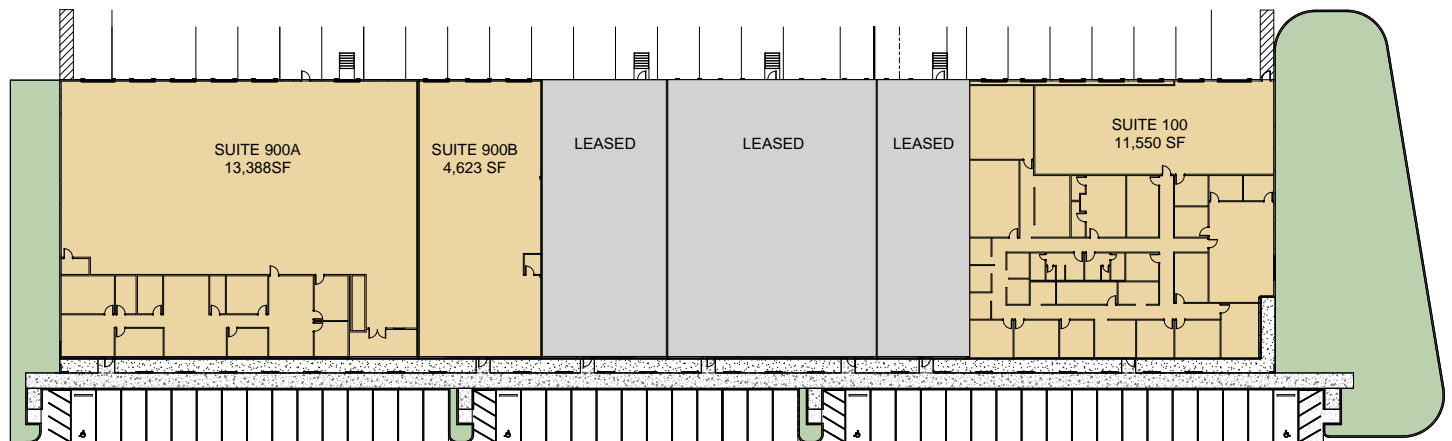 SUITE 900A
13,388SF
SUITE 900B
4,623 SF
LEASED
LEASED
LEASED
SUITE 100
11,550 SF